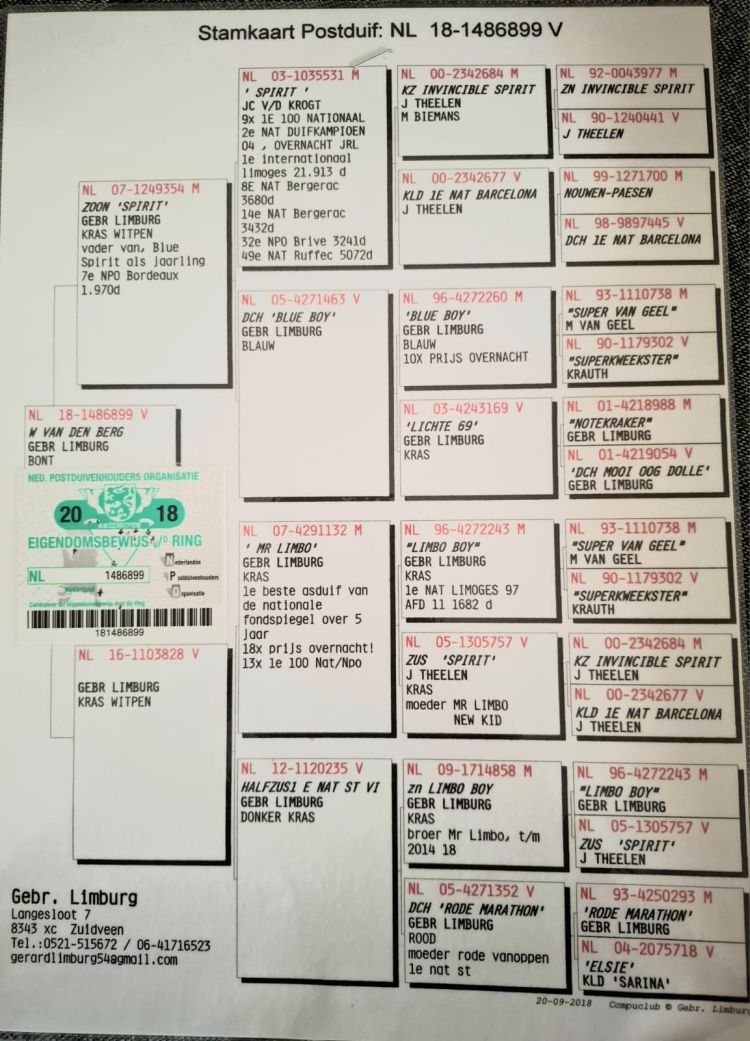 Stamkaart Postduif: NL 18-1486899 V
NL 18-1486899 V
W VAN DEN BERG
GEBR LIMBURG
BONT
NED. POSTDUIVENHOUDERS ORGANISATIE
20 18
EIGENDOMSBEWIJS v/d RING
NL 1486899
Nederlandse
Postduivenhouders
Organisatie
181486899
NL 07-1249354 M
ZOON 'SPIRIT'
GEBR LIMBURG
KRAS WITPEN
vader van, Blue
Spirit als jaarling
7e NPO Bordeaux
1.970d
NL 16-1103828 V
GEBR LIMBURG
KRAS WITPEN
NL 03-1035531 M
' SPIRIT '
JC V/D KROGT
9x 1E 100 NATIONAAL
2e NAT DUIFKAMPIOEN
04 , OVERNACHT JRL
1e internationaal
limoges 21.913 d
8E NAT Bergerac
3680d
14e NAT Bergerac
3432d
32e NPO Brive 3241d
49e NAT Ruffec 5072d
NL 05-4271463 V
DCH 'BLUE BOY'
GEBR LIMBURG
BLAUW
NL 07-4291132 M
' MR LIMBO'
GEBR LIMBURG
KRAS
1e beste asduif van
de nationale
fondspiegel over 5
jaar
18x prijs overnacht!
13x 1e 100 Nat/Npo
NL 12-1120235 V
HALFZUS1 E NAT ST VI
GEBR LIMBURG
DONKER KRAS
NL 00-2342684 M
KZ INVINCIBLE SPIRIT
J THEELEN
M BIEMANS
NL 00-2342677 V
KLD 1E NAT BARCELONA
J THEELEN
NL 96-4272260 M
'BLUE BOY'
GEBR LIMBURG
BLAUW
10X PRIJS OVERNACHT
NL 03-4243169 V
'LICHTE 69'
GEBR LIMBURG
KRAS
NL 96-4272243 M
"LIMBO BOY"
GEBR LIMBURG
KRAS
1e NAT LIMOGES 97
AFD 11 1682 d
NL 05-1305757 V
ZUS 'SPIRIT'
J THEELEN
KRAS
moeder MR LIMBO
NEW KID
NL 09-1714858 M
zn LIMBO BOY
GEBR LIMBURG
KRAS
broer Mr Limbo, t/m
2014 18
NL 05-4271352 V
DCH 'RODE MARATHON'
GEBR LIMBURG
ROOD
moeder rode vanoppen
1e nat st
NL 92-0043977 M
ZN INVINCIBLE SPIRIT
NL 90-1240441 V
J THEELEN
NL 99-1271700 M
NOUWEN-PAESEN
NL 98-9897445 V
DCH 1E NAT BARCELONA
NL 93-1110738 M
"SUPER VAN GEEL"
M VAN GEEL
NL 90-1179302 V
"SUPERKWEEKSTER"
KRAUTH
NL 01-4218988 M
"NOTEKRAKER"
GEBR LIMBURG
NL 01-4219054 V
'DCH MOOI OOG DOLLE'
GEBR LIMBURG
NL 93-1110738 M
"SUPER VAN GEEL"
M VAN GEEL
NL 90-1179302 V
"SUPERKWEEKSTER"
KRAUTH
NL 00-2342684 M
KZ INVINCIBLE SPIRIT
J THEELEN
NL 00-2342677 V
KLD 1E NAT BARCELONA
J THEELEN
NL 96-4272243 M
"LIMBO BOY"
GEBR LIMBURG
NL 05-1305757 V
ZUS 'SPIRIT'
J THEELEN
NL 93-4250293 M
'RODE MARATHON'
GEBR LIMBURG
NL 04-2075718 V
'ELSIE'
KLD 'SARINA'
Gebr. Limburg
Langesloot 7
8343 xc Zuidveen
Tel.:0521-515672 / 06-41716523
gerardlimburg54@gmail.com
20-09-2018 Compuclub © Gebr. Limburg